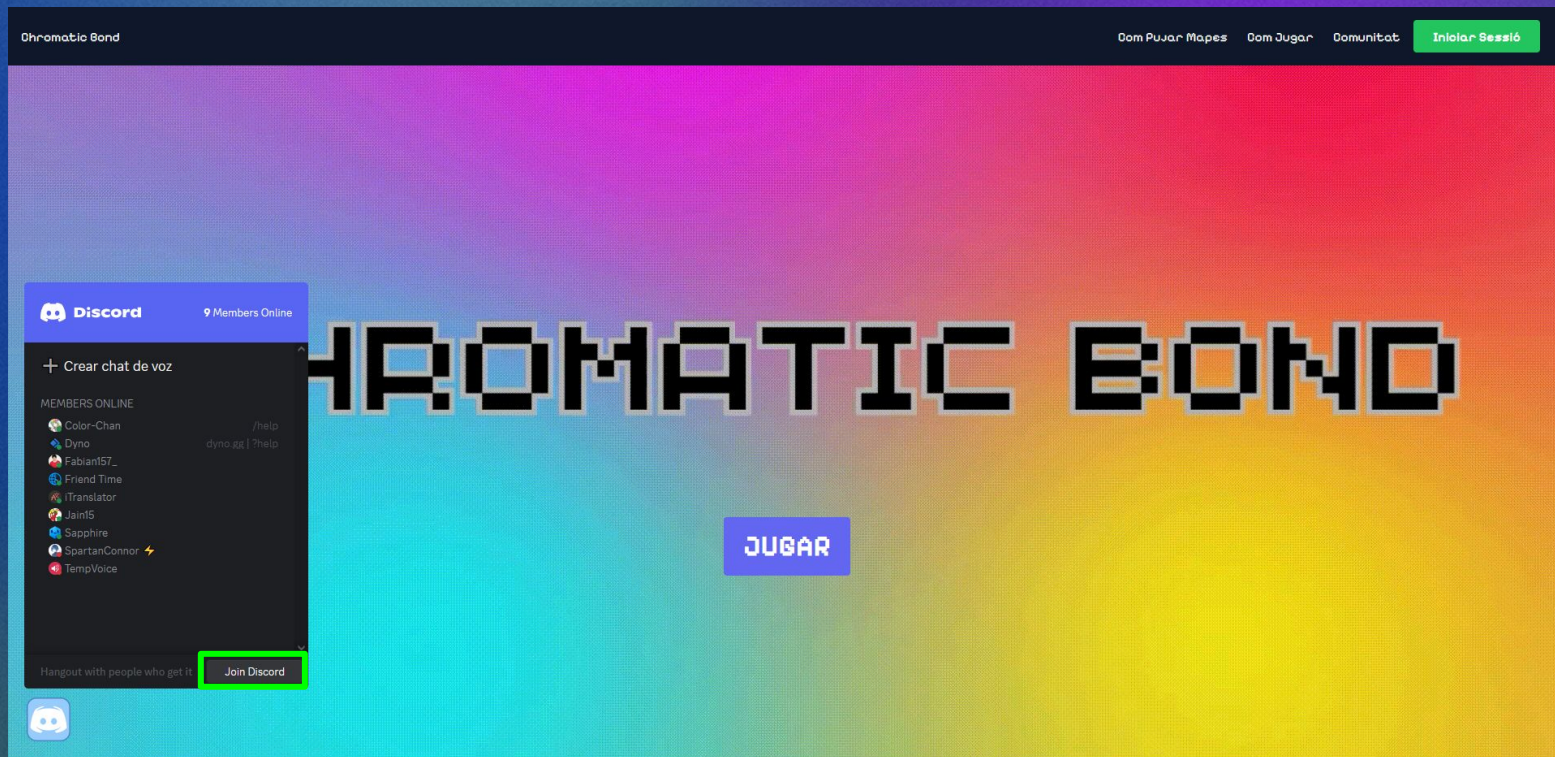 Chromatic Bond
Com Pujar Mapes Com Jugar Comunitat Iniciar Sessió
Discord 9 Members Online
CHROMATIC BOND
+ Crear chat de voz
MEMBERS ONLINE
Color-Chan /help
Dyno dyno.gg | ?help
Fabian157_
Friend Time
iTranslator
Jain15
Sapphire
SpartanConnor ⚡
TempVoice
JUGAR
Hangout with people who get it Join Discord